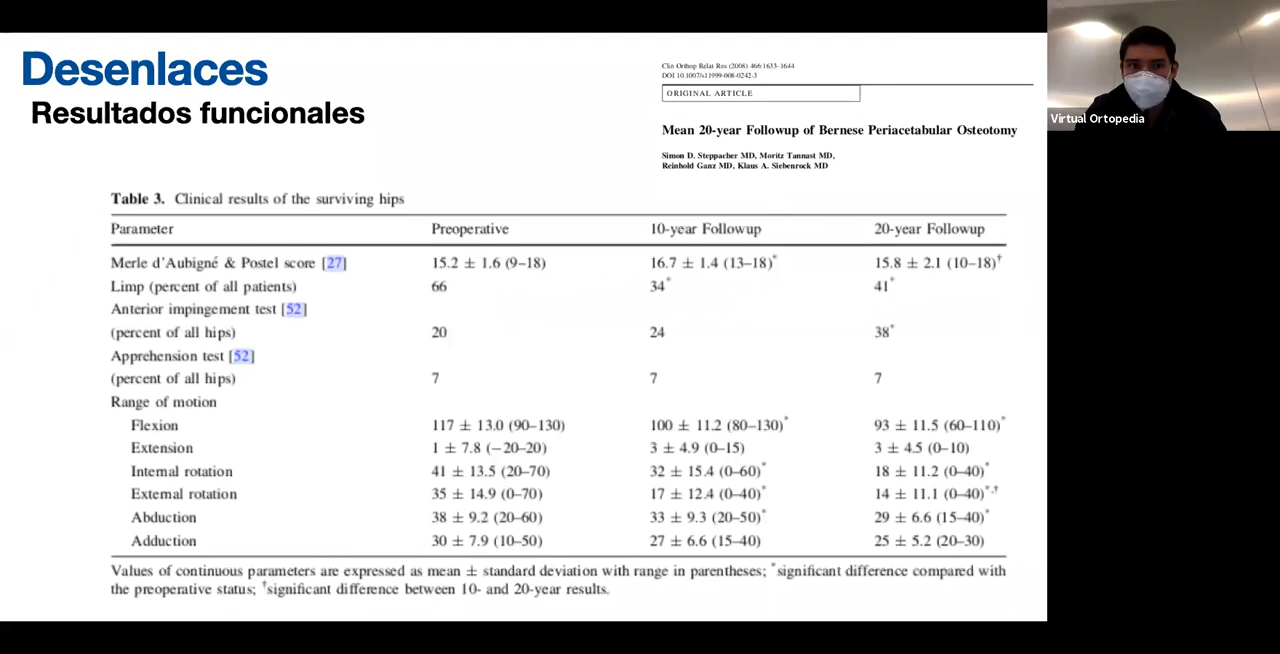 Desenlaces
Resultados funcionales
Clin Orthop Relat Res (2008) 466:1633–1644
DOI 10.1007/s11999-008-0242-3
ORIGINAL ARTICLE
Mean 20-year Followup of Bernese Periacetabular Osteotomy
Simon D. Steppacher MD, Moritz Tannast MD,
Reinhold Ganz MD, Klaus A. Siebenrock MD
Virtual Ortopedia
Table 3. Clinical results of the surviving hips
Parameter Preoperative 10-year Followup 20-year Followup
Merle d'Aubigné & Postel score [27] 15.2 ± 1.6 (9–18) 16.7 ± 1.4 (13–18)* 15.8 ± 2.1 (10–18)†
Limp (percent of all patients) 66 34* 41*
Anterior impingement test [52]
(percent of all hips) 20 24 38*
Apprehension test [52]
(percent of all hips) 7 7 7
Range of motion
Flexion 117 ± 13.0 (90–130) 100 ± 11.2 (80–130)* 93 ± 11.5 (60–110)*
Extension 1 ± 7.8 (−20–20) 3 ± 4.9 (0–15) 3 ± 4.5 (0–10)
Internal rotation 41 ± 13.5 (20–70) 32 ± 15.4 (0–60)* 18 ± 11.2 (0–40)*
External rotation 35 ± 14.9 (0–70) 17 ± 12.4 (0–40)* 14 ± 11.1 (0–40)*,†
Abduction 38 ± 9.2 (20–60) 33 ± 9.3 (20–50)* 29 ± 6.6 (15–40)*
Adduction 30 ± 7.9 (10–50) 27 ± 6.6 (15–40) 25 ± 5.2 (20–30)
Values of continuous parameters are expressed as mean ± standard deviation with range in parentheses; *significant difference compared with
the preoperative status; †significant difference between 10- and 20-year results.